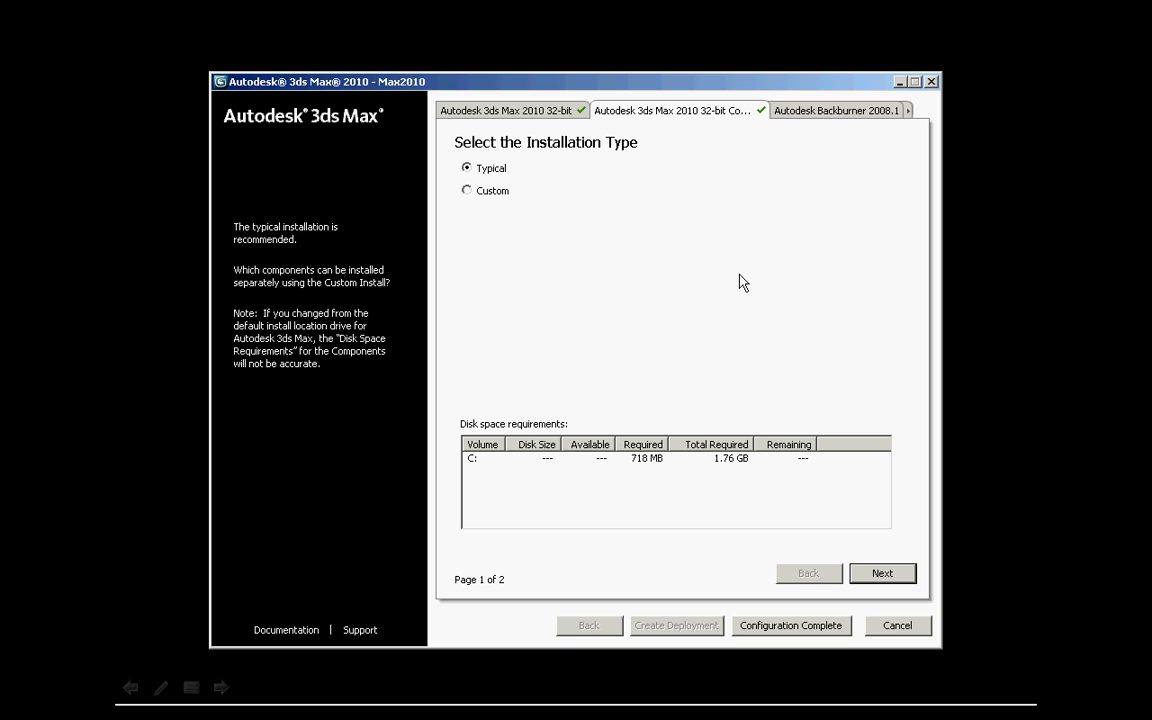 Autodesk® 3ds Max® 2010 - Max2010
Autodesk® 3ds Max®
The typical installation is
recommended.
Which components can be installed
separately using the Custom Install?
Note: If you changed from the
default install location drive for
Autodesk 3ds Max, the "Disk Space
Requirements" for the Components
will not be accurate.
Documentation | Support
Autodesk 3ds Max 2010 32-bit
Autodesk 3ds Max 2010 32-bit Co...
Autodesk Backburner 2008.1
Select the Installation Type
Typical
Custom
Disk space requirements:
Volume Disk Size Available Required Total Required Remaining
C: --- --- 718 MB 1.76 GB ---
Page 1 of 2
Back Next
Back Create Deployment Configuration Complete Cancel